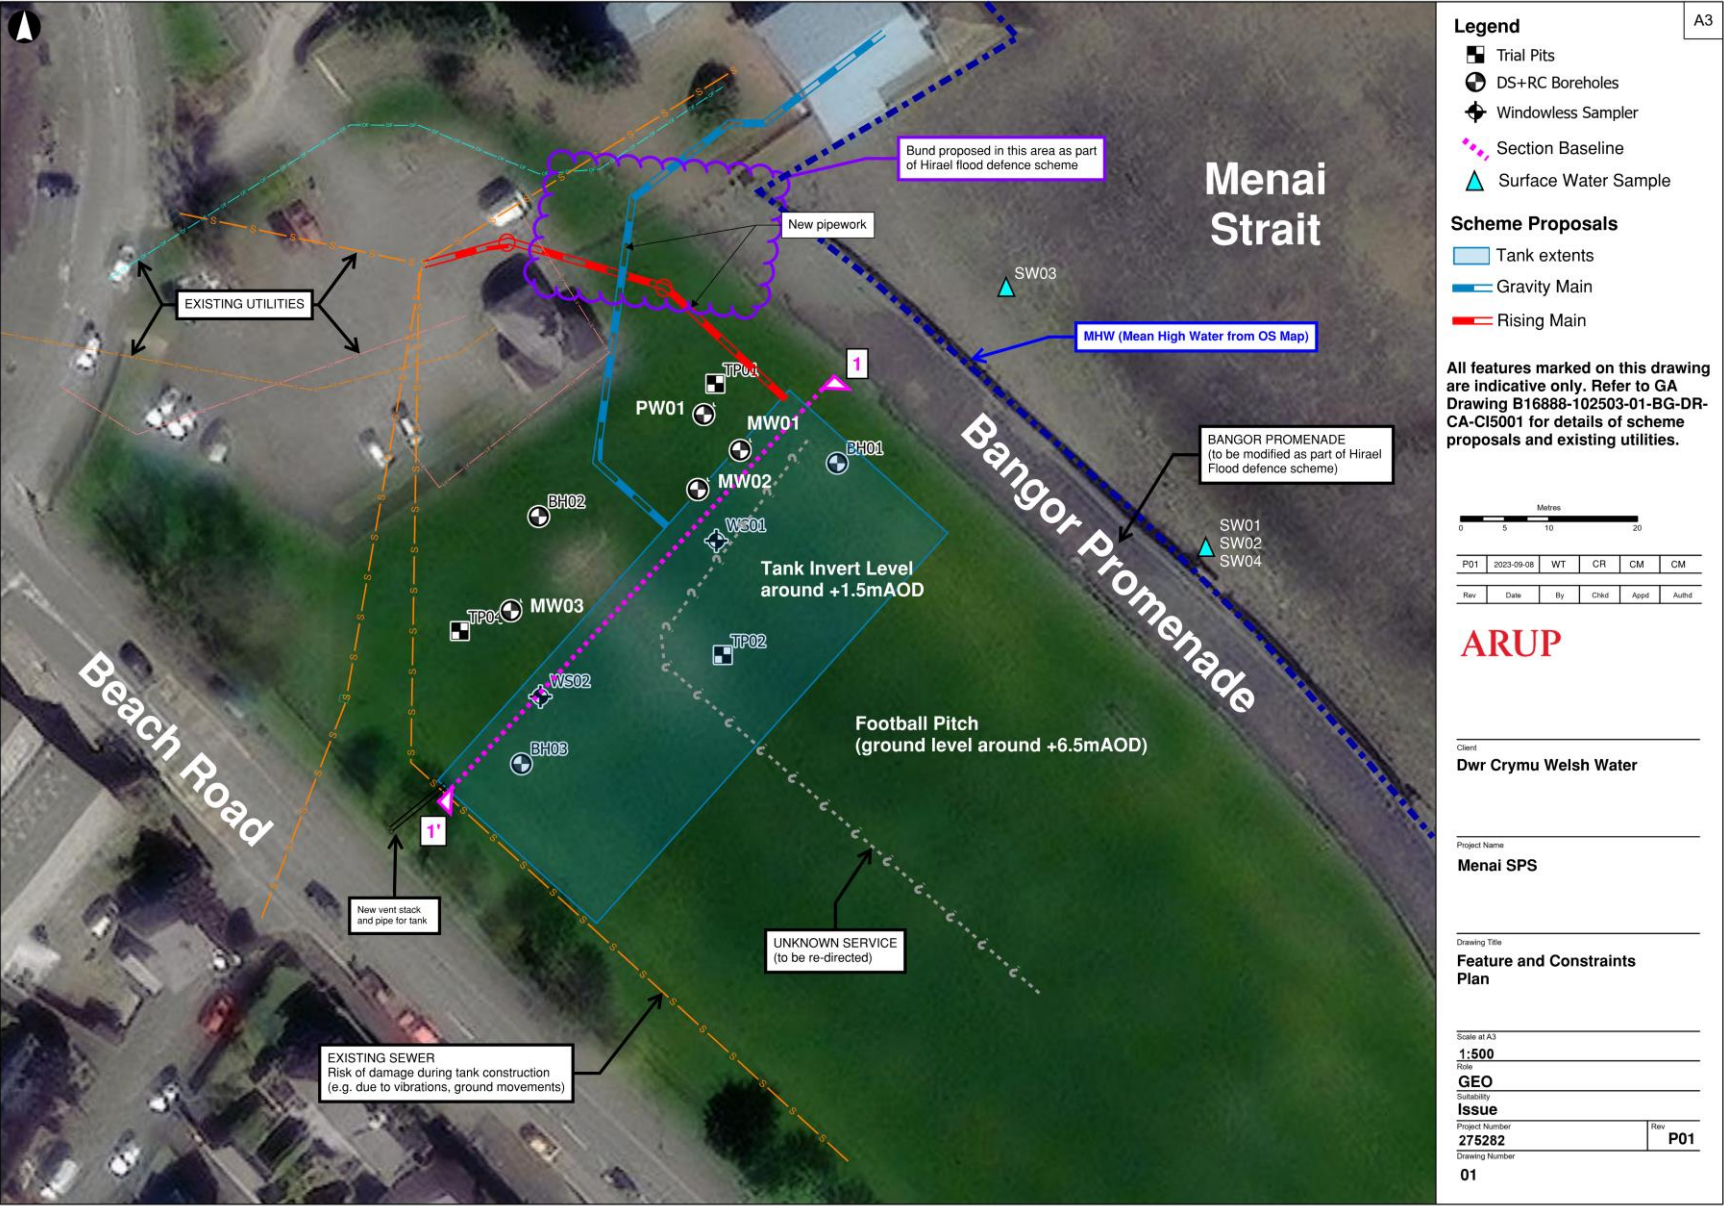 Bund proposed in this area as part
of Hirael flood defence scheme
Menai
Strait
New pipework
SW03
EXISTING UTILITIES
MHW (Mean High Water from OS Map)
1
TP01
PW01
MW01
BH01
BANGOR PROMENADE
(to be modified as part of Hirael
Flood defence scheme)
MW02
BH02
WS01
SW01
SW02
SW04
Bangor Promenade
Tank Invert Level
around +1.5mAOD
MW03
TP04
TP02
WS02
Football Pitch
(ground level around +6.5mAOD)
BH03
Beach Road
1'
New vent stack
and pipe for tank
UNKNOWN SERVICE
(to be re-directed)
EXISTING SEWER
Risk of damage during tank construction
(e.g. due to vibrations, ground movements)
A3
Legend
Trial Pits
DS+RC Boreholes
Windowless Sampler
Section Baseline
Surface Water Sample
Scheme Proposals
Tank extents
Gravity Main
Rising Main
All features marked on this drawing
are indicative only. Refer to GA
Drawing B16888-102503-01-BG-DR-
CA-CI5001 for details of scheme
proposals and existing utilities.
Metres
0 5 10 20
P01 2023-09-08 WT CR CM CM
Rev Date By Chkd Appd Authd
ARUP
Client
Dwr Crymu Welsh Water
Project Name
Menai SPS
Drawing Title
Feature and Constraints
Plan
Scale at A3
1:500
Role
GEO
Suitability
Issue
Project Number
275282
Rev
P01
Drawing Number
01